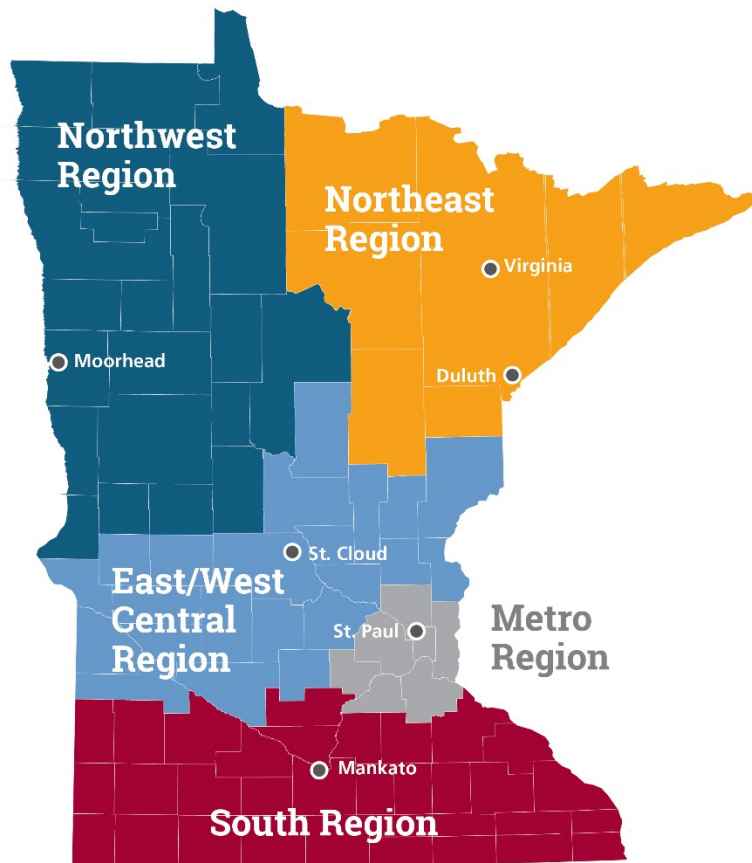 Northwest
Region
Northeast
Region
Virginia
Moorhead
Duluth
St. Cloud
East/West
Central
Region
St. Paul
Metro
Region
Mankato
South Region